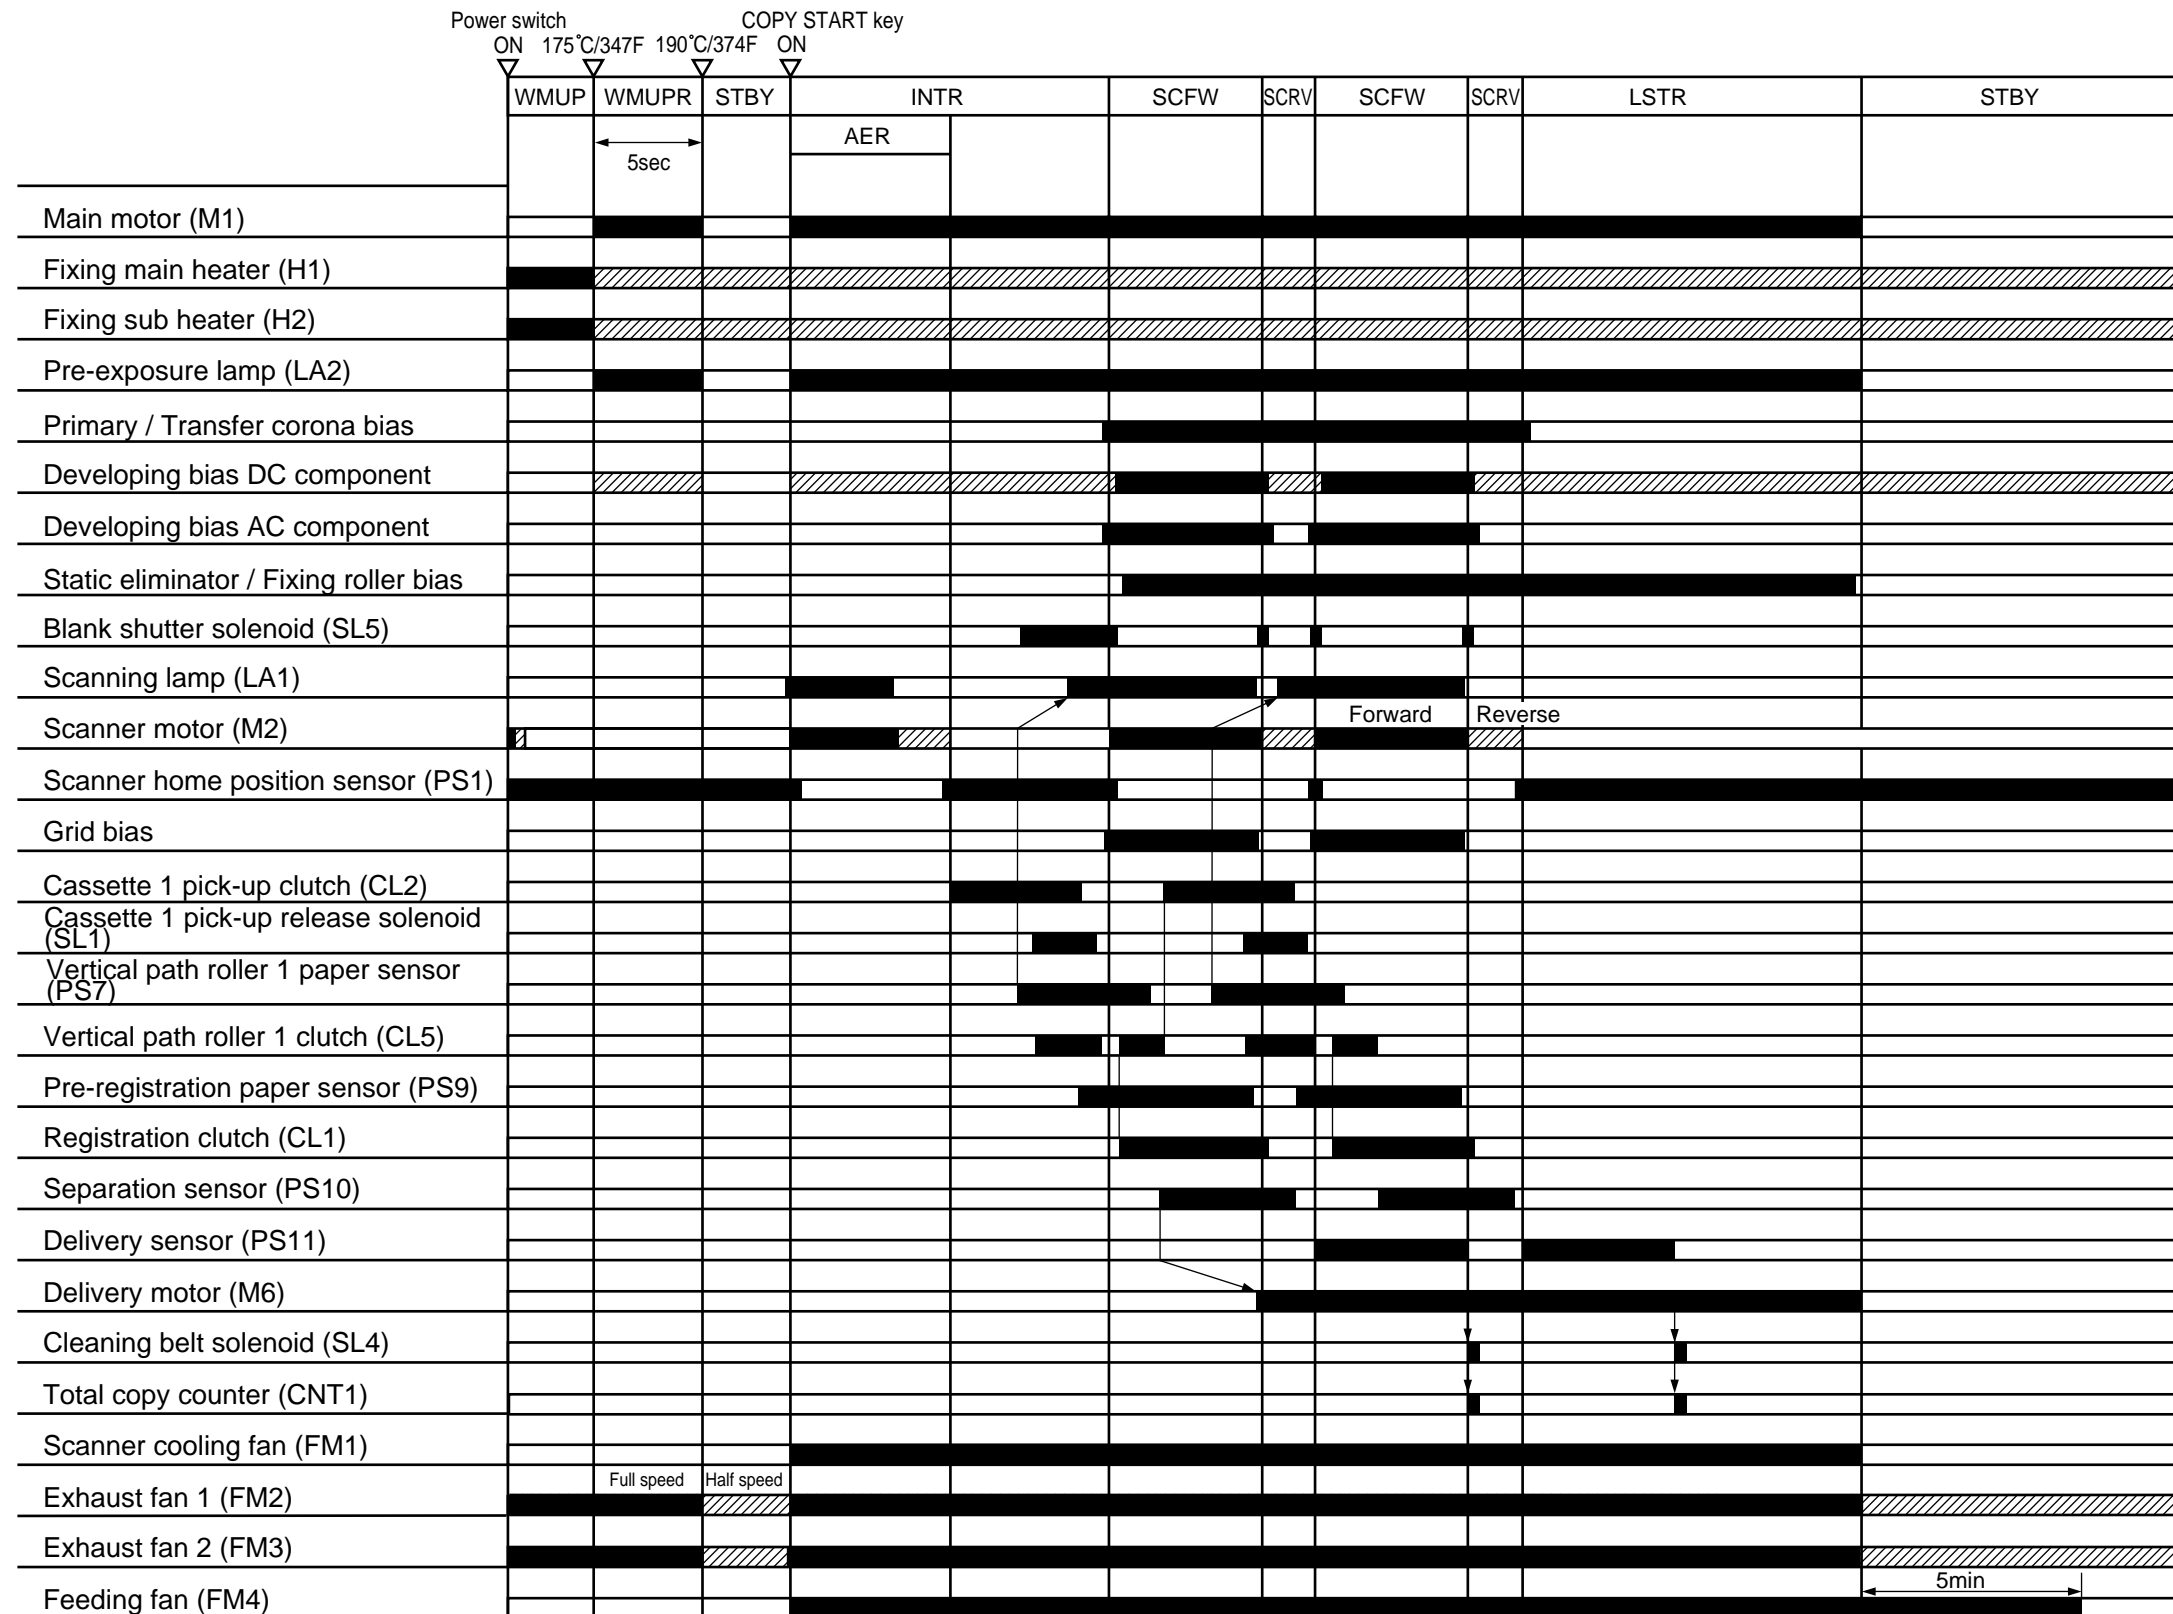 Power switch COPY START key
ON 175°C/347F 190°C/374F ON
WMUP WMUPR STBY INTR SCFW SCRV SCFW SCRV LSTR STBY
AER
5sec
Main motor (M1)
Fixing main heater (H1)
Fixing sub heater (H2)
Pre-exposure lamp (LA2)
Primary / Transfer corona bias
Developing bias DC component
Developing bias AC component
Static eliminator / Fixing roller bias
Blank shutter solenoid (SL5)
Scanning lamp (LA1)
Forward Reverse
Scanner motor (M2)
Scanner home position sensor (PS1)
Grid bias
Cassette 1 pick-up clutch (CL2)
Cassette 1 pick-up release solenoid
(SL1)
Vertical path roller 1 paper sensor
(PS7)
Vertical path roller 1 clutch (CL5)
Pre-registration paper sensor (PS9)
Registration clutch (CL1)
Separation sensor (PS10)
Delivery sensor (PS11)
Delivery motor (M6)
Cleaning belt solenoid (SL4)
Total copy counter (CNT1)
Scanner cooling fan (FM1)
Full speed Half speed
Exhaust fan 1 (FM2)
Exhaust fan 2 (FM3)
5min
Feeding fan (FM4)